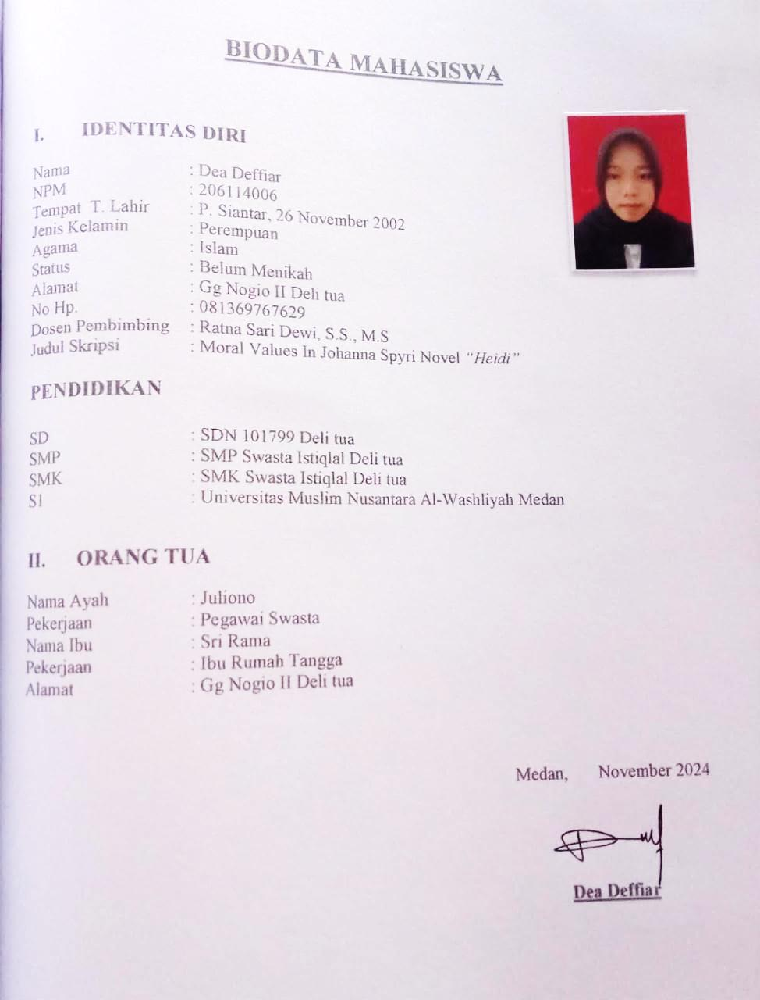 BIODATA MAHASISWA
I. IDENTITAS DIRI
Nama : Dea Deffiar
NPM : 206114006
Tempat T. Lahir : P. Siantar, 26 November 2002
Jenis Kelamin : Perempuan
Agama : Islam
Status : Belum Menikah
Alamat : Gg Nogio II Deli tua
No Hp. : 081369767629
Dosen Pembimbing : Ratna Sari Dewi, S.S., M.S
Judul Skripsi : Moral Values In Johanna Spyri Novel “Heidi”
PENDIDIKAN
SD : SDN 101799 Deli tua
SMP : SMP Swasta Istiqlal Deli tua
SMK : SMK Swasta Istiqlal Deli tua
S1 : Universitas Muslim Nusantara Al-Washliyah Medan
II. ORANG TUA
Nama Ayah : Juliono
Pekerjaan : Pegawai Swasta
Nama Ibu : Sri Rama
Pekerjaan : Ibu Rumah Tangga
Alamat : Gg Nogio II Deli tua
Medan, November 2024
Dea Deffiar